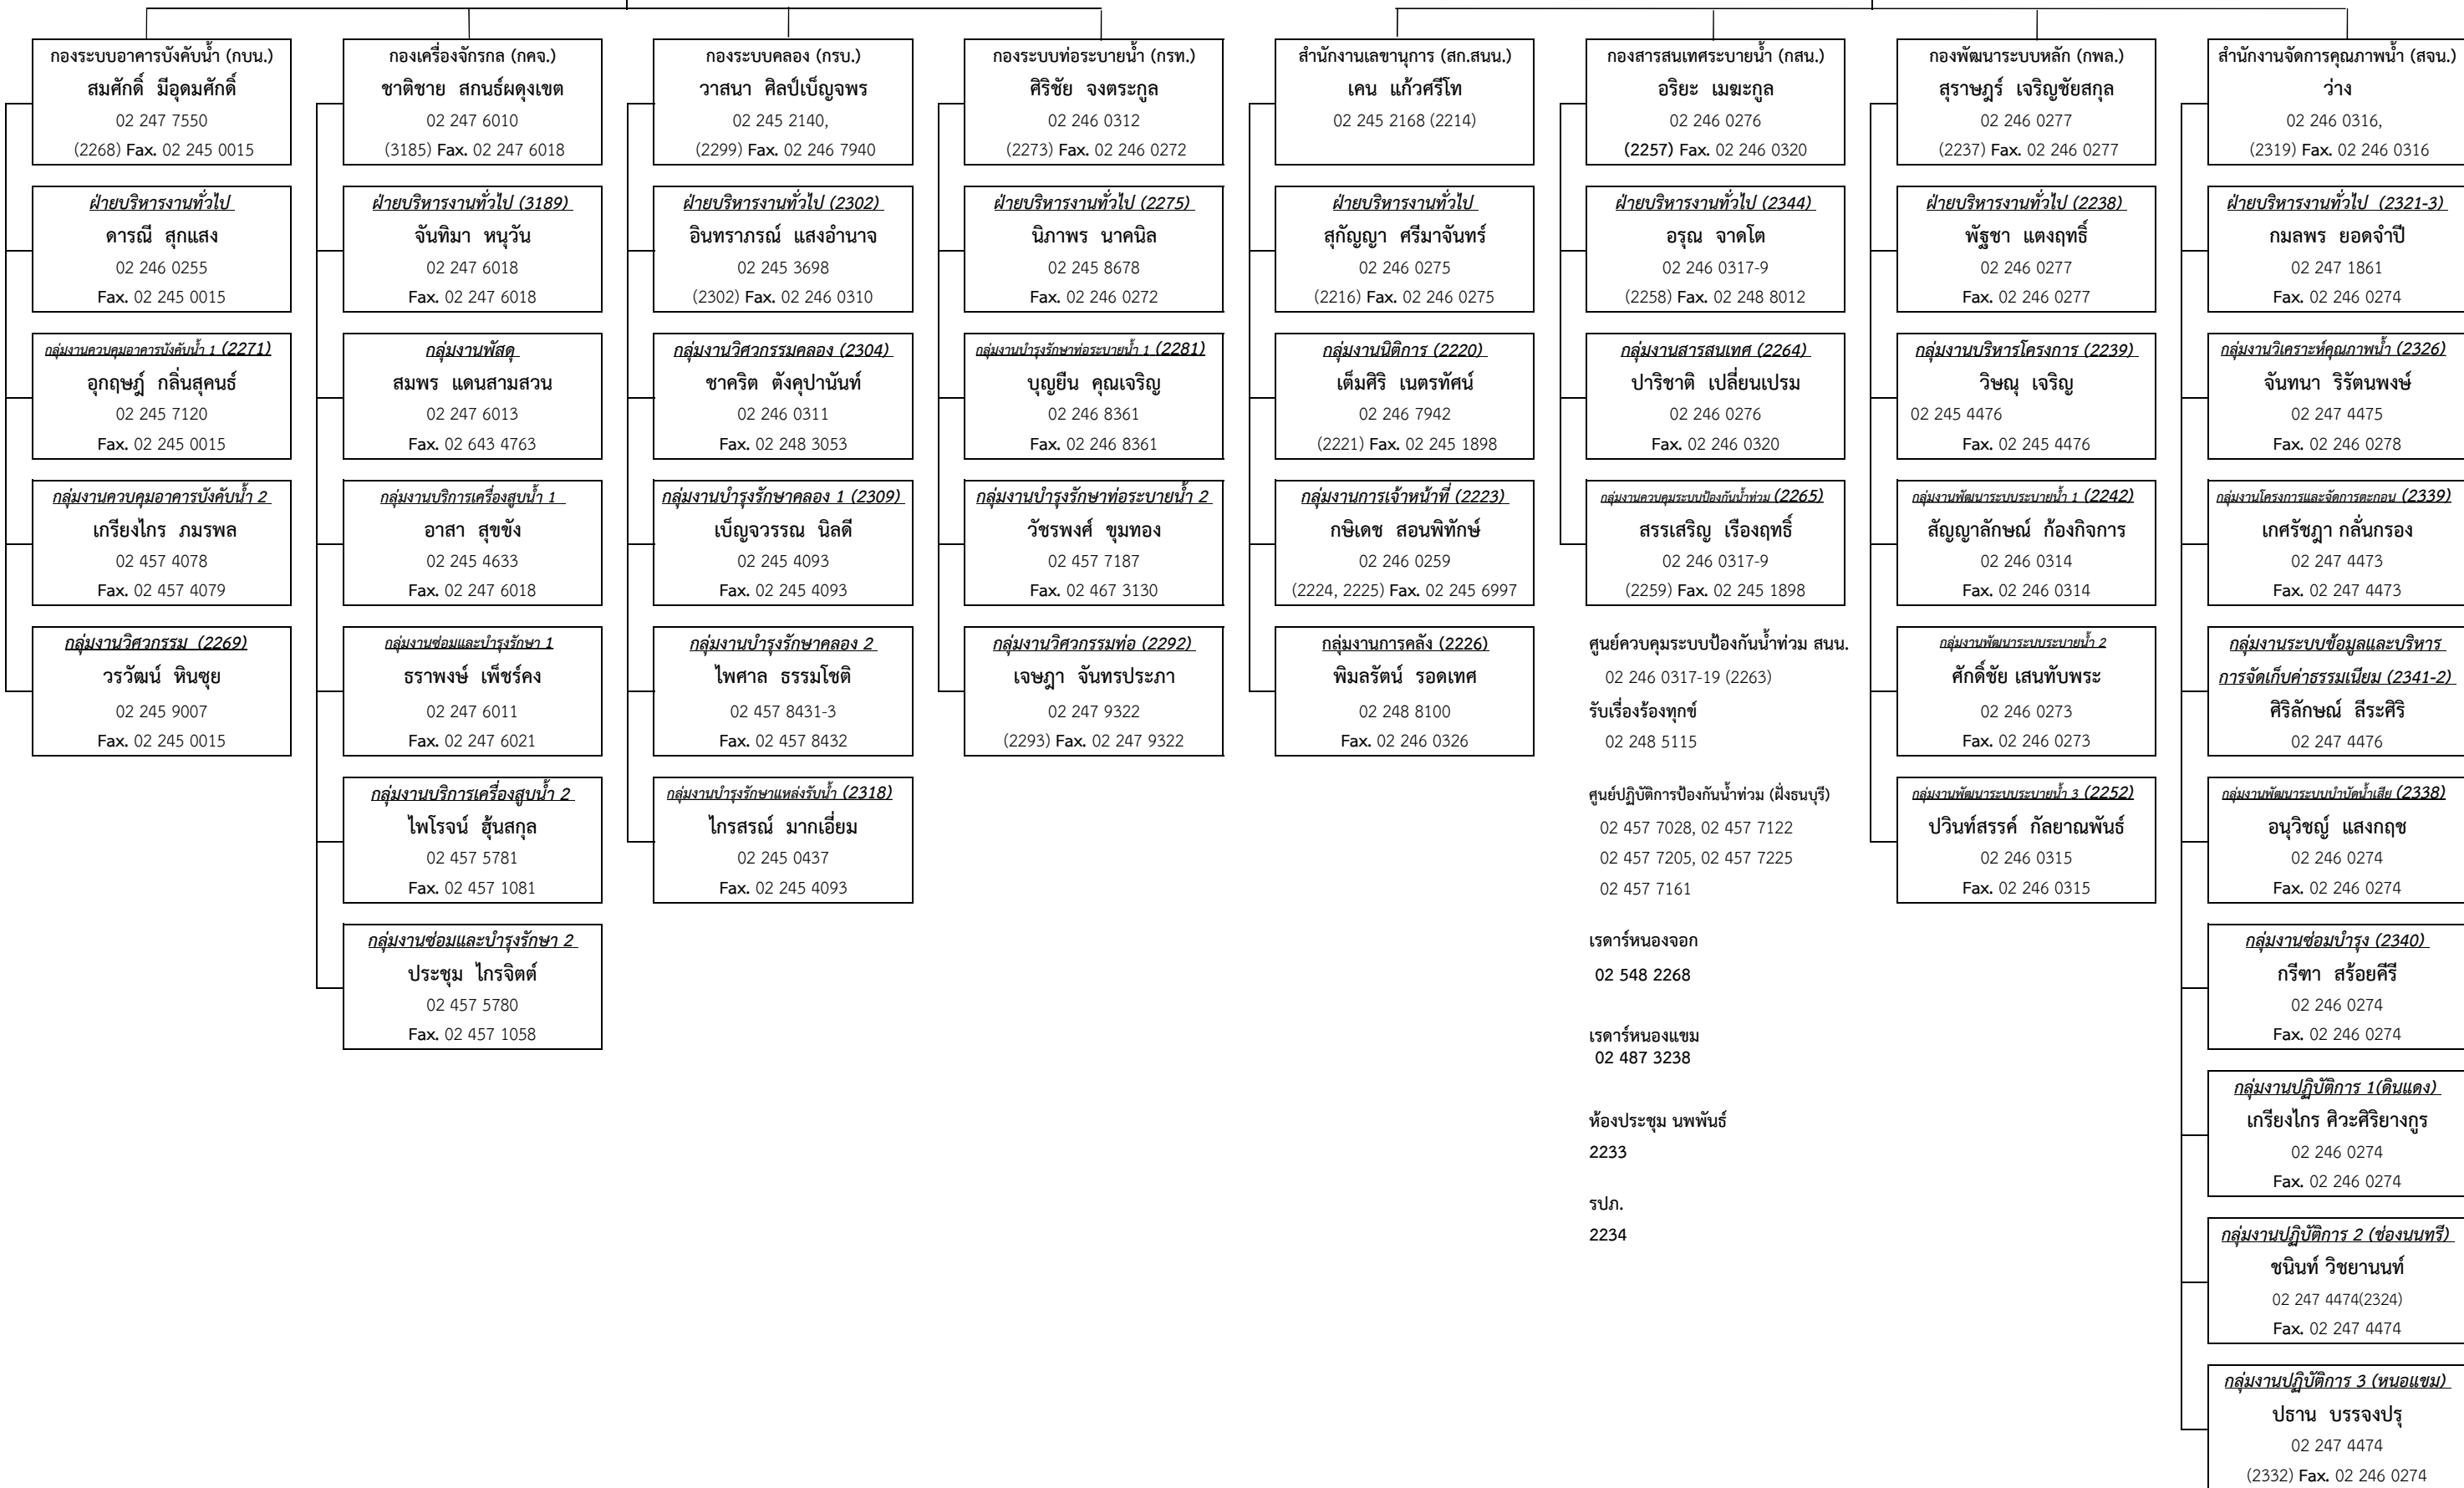 กองระบบอาคารบังคับน้ำ (กบน.)
สมศักดิ์ มีอุดมศักดิ์
02 247 7550
(2268) Fax. 02 245 0015
ฝ่ายบริหารงานทั่วไป
ดารณี สุกแสง
02 246 0255
Fax. 02 245 0015
กลุ่มงานควบคุมอาคารบังคับน้ำ 1 (2271)
อุกฤษฎ์ กลิ่นสุคนธ์
02 245 7120
Fax. 02 245 0015
กลุ่มงานควบคุมอาคารบังคับน้ำ 2
เกรียงไกร ภมรพล
02 457 4078
Fax. 02 457 4079
กลุ่มงานวิศวกรรม (2269)
วรวัฒน์ หินซุย
02 245 9007
Fax. 02 245 0015
กองเครื่องจักรกล (กคจ.)
ชาติชาย สกนธ์ผดุงเขต
02 247 6010
(3185) Fax. 02 247 6018
ฝ่ายบริหารงานทั่วไป (3189)
จันทิมา หนุวัน
02 247 6018
Fax. 02 247 6018
กลุ่มงานพัสดุ
สมพร แดนสามสวน
02 247 6013
Fax. 02 643 4763
กลุ่มงานบริการเครื่องสูบน้ำ 1
อาสา สุขขัง
02 245 4633
Fax. 02 247 6018
กลุ่มงานซ่อมและบำรุงรักษา 1
ธราพงษ์ เพ็ชร์คง
02 247 6011
Fax. 02 247 6021
กลุ่มงานบริการเครื่องสูบน้ำ 2
ไพโรจน์ ฮุ้นสกุล
02 457 5781
Fax. 02 457 1081
กลุ่มงานซ่อมและบำรุงรักษา 2
ประชุม ไกรจิตต์
02 457 5780
Fax. 02 457 1058
กองระบบคลอง (กรบ.)
วาสนา ศิลป์เบ็ญจพร
02 245 2140,
(2299) Fax. 02 246 7940
ฝ่ายบริหารงานทั่วไป (2302)
อินทราภรณ์ แสงอำนาจ
02 245 3698
(2302) Fax. 02 246 0310
กลุ่มงานวิศวกรรมคลอง (2304)
ชาคริต ตังคุปานันท์
02 246 0311
Fax. 02 248 3053
กลุ่มงานบำรุงรักษาคลอง 1 (2309)
เบ็ญจวรรณ นิลดี
02 245 4093
Fax. 02 245 4093
กลุ่มงานบำรุงรักษาคลอง 2
ไพศาล ธรรมโชติ
02 457 8431-3
Fax. 02 457 8432
กลุ่มงานบำรุงรักษาแหล่งรับน้ำ (2318)
ไกรสรณ์ มากเอี่ยม
02 245 0437
Fax. 02 245 4093
กองระบบท่อระบายน้ำ (กรท.)
ศิริชัย จงตระกูล
02 246 0312
(2273) Fax. 02 246 0272
ฝ่ายบริหารงานทั่วไป (2275)
นิภาพร นาคนิล
02 245 8678
Fax. 02 246 0272
กลุ่มงานบำรุงรักษาท่อระบายน้ำ 1 (2281)
บุญยืน คุณเจริญ
02 246 8361
Fax. 02 246 8361
กลุ่มงานบำรุงรักษาท่อระบายน้ำ 2
วัชรพงศ์ ขุมทอง
02 457 7187
Fax. 02 467 3130
กลุ่มงานวิศวกรรมท่อ (2292)
เจษฎา จันทรประภา
02 247 9322
(2293) Fax. 02 247 9322
สำนักงานเลขานุการ (สก.สนน.)
เคน แก้วศรีโท
02 245 2168 (2214)
ฝ่ายบริหารงานทั่วไป
สุกัญญา ศรีมาจันทร์
02 246 0275
(2216) Fax. 02 246 0275
กลุ่มงานนิติการ (2220)
เต็มศิริ เนตรทัศน์
02 246 7942
(2221) Fax. 02 245 1898
กลุ่มงานการเจ้าหน้าที่ (2223)
กษิเดช สอนพิทักษ์
02 246 0259
(2224, 2225) Fax. 02 245 6997
กลุ่มงานการคลัง (2226)
พิมลรัตน์ รอดเทศ
02 248 8100
Fax. 02 246 0326
กองสารสนเทศระบายน้ำ (กสน.)
อริยะ เมฆะกูล
02 246 0276
(2257) Fax. 02 246 0320
ฝ่ายบริหารงานทั่วไป (2344)
อรุณ จาดโต
02 246 0317-9
(2258) Fax. 02 248 8012
กลุ่มงานสารสนเทศ (2264)
ปาริชาติ เปลี่ยนเปรม
02 246 0276
Fax. 02 246 0320
กลุ่มงานควบคุมระบบป้องกันน้ำท่วม (2265)
สรรเสริญ เรืองฤทธิ์
02 246 0317-9
(2259) Fax. 02 245 1898
ศูนย์ควบคุมระบบป้องกันน้ำท่วม สนน.
02 246 0317-19 (2263)
รับเรื่องร้องทุกข์
02 248 5115
ศูนย์ปฏิบัติการป้องกันน้ำท่วม (ฝั่งธนบุรี)
02 457 7028, 02 457 7122
02 457 7205, 02 457 7225
02 457 7161
เรดาร์หนองจอก
02 548 2268
เรดาร์หนองแขม
02 487 3238
ห้องประชุม นพพันธ์
2233
รปภ.
2234
กองพัฒนาระบบหลัก (กพล.)
สุราษฎร์ เจริญชัยสกุล
02 246 0277
(2237) Fax. 02 246 0277
ฝ่ายบริหารงานทั่วไป (2238)
พัฐชา แตงฤทธิ์
02 246 0277
Fax. 02 246 0277
กลุ่มงานบริหารโครงการ (2239)
วิษณุ เจริญ
02 245 4476
Fax. 02 245 4476
กลุ่มงานพัฒนาระบบระบายน้ำ 1 (2242)
สัญญาลักษณ์ ก้องกิจการ
02 246 0314
Fax. 02 246 0314
กลุ่มงานพัฒนาระบบระบายน้ำ 2
ศักดิ์ชัย เสนทับพระ
02 246 0273
Fax. 02 246 0273
กลุ่มงานพัฒนาระบบระบายน้ำ 3 (2252)
ปวินท์สรรค์ กัลยาณพันธ์
02 246 0315
Fax. 02 246 0315
สำนักงานจัดการคุณภาพน้ำ (สจน.)
ว่าง
02 246 0316,
(2319) Fax. 02 246 0316
ฝ่ายบริหารงานทั่วไป (2321-3)
กมลพร ยอดจำปี
02 247 1861
Fax. 02 246 0274
กลุ่มงานวิเคราะห์คุณภาพน้ำ (2326)
จันทนา ริรัตนพงษ์
02 247 4475
Fax. 02 246 0278
กลุ่มงานโครงการและจัดการตะกอน (2339)
เกศรัชฎา กลั่นกรอง
02 247 4473
Fax. 02 247 4473
กลุ่มงานระบบข้อมูลและบริหาร
การจัดเก็บค่าธรรมเนียม (2341-2)
ศิริลักษณ์ ลีระศิริ
02 247 4476
กลุ่มงานพัฒนาระบบบำบัดน้ำเสีย (2338)
อนุวิชญ์ แสงกฤช
02 246 0274
Fax. 02 246 0274
กลุ่มงานซ่อมบำรุง (2340)
กรีฑา สร้อยคีรี
02 246 0274
Fax. 02 246 0274
กลุ่มงานปฏิบัติการ 1(ดินแดง)
เกรียงไกร ศิวะศิริยางกูร
02 246 0274
Fax. 02 246 0274
กลุ่มงานปฏิบัติการ 2 (ช่องนนทรี)
ชนินท์ วิชยานนท์
02 247 4474(2324)
Fax. 02 247 4474
กลุ่มงานปฏิบัติการ 3 (หนอแขม)
ปธาน บรรจงปรุ
02 247 4474
(2332) Fax. 02 246 0274